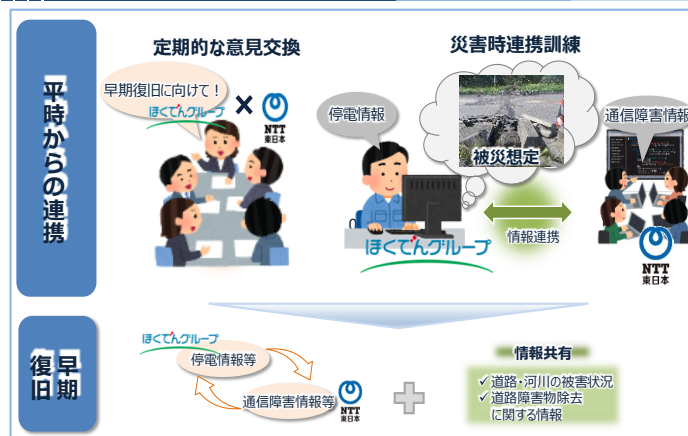 平時からの連携
定期的な意見交換
早期復旧に向けて！
ほくでんグループ
×
NTT
東日本
災害時連携訓練
停電情報
被災想定
通信障害情報
ほくでんグループ
情報連携
NTT
東日本
早期
復旧
ほくでんグループ
停電情報等
通信障害情報等
NTT
東日本
情報共有
✓道路・河川の被害状況
✓道路障害物除去
に関する情報